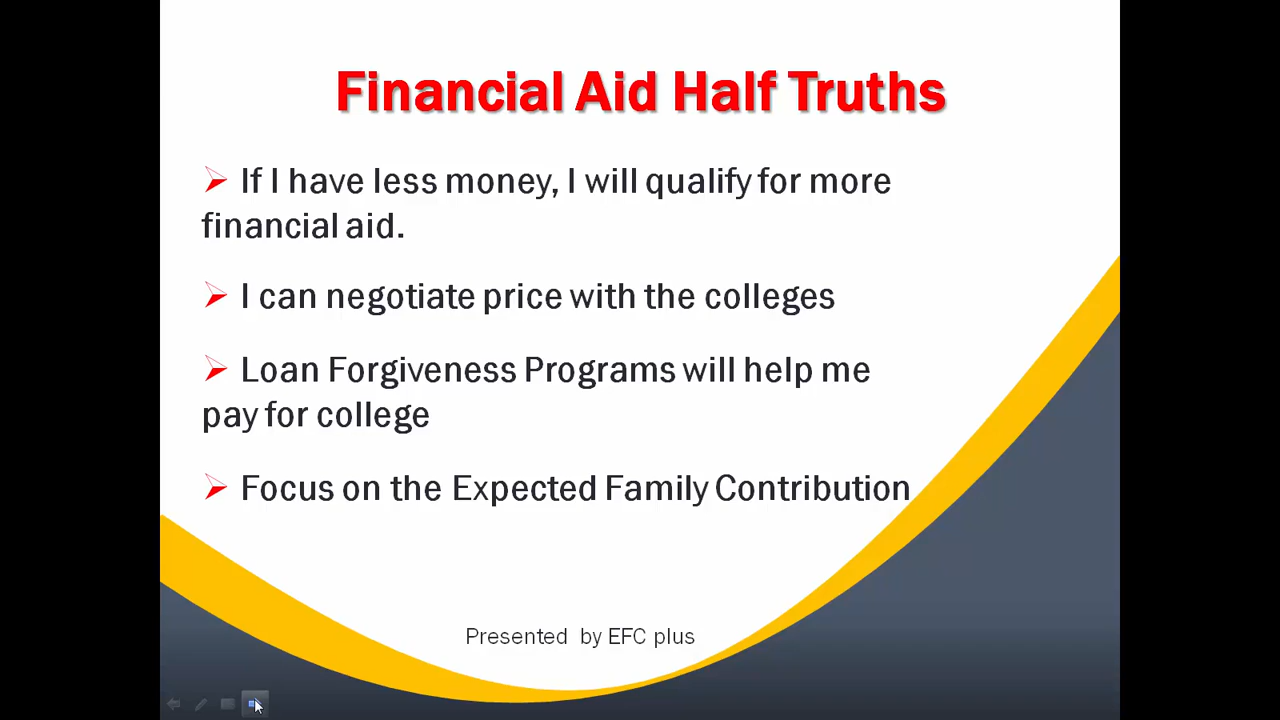 Financial Aid Half Truths
If I have less money, I will qualify for more
financial aid.
I can negotiate price with the colleges
Loan Forgiveness Programs will help me
pay for college
Focus on the Expected Family Contribution
Presented by EFC plus